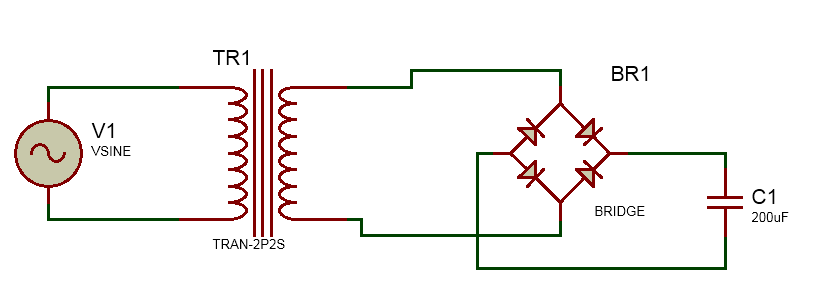 TR1
BR1
V1
VSINE
C1
200uF
BRIDGE
TRAN-2P2S